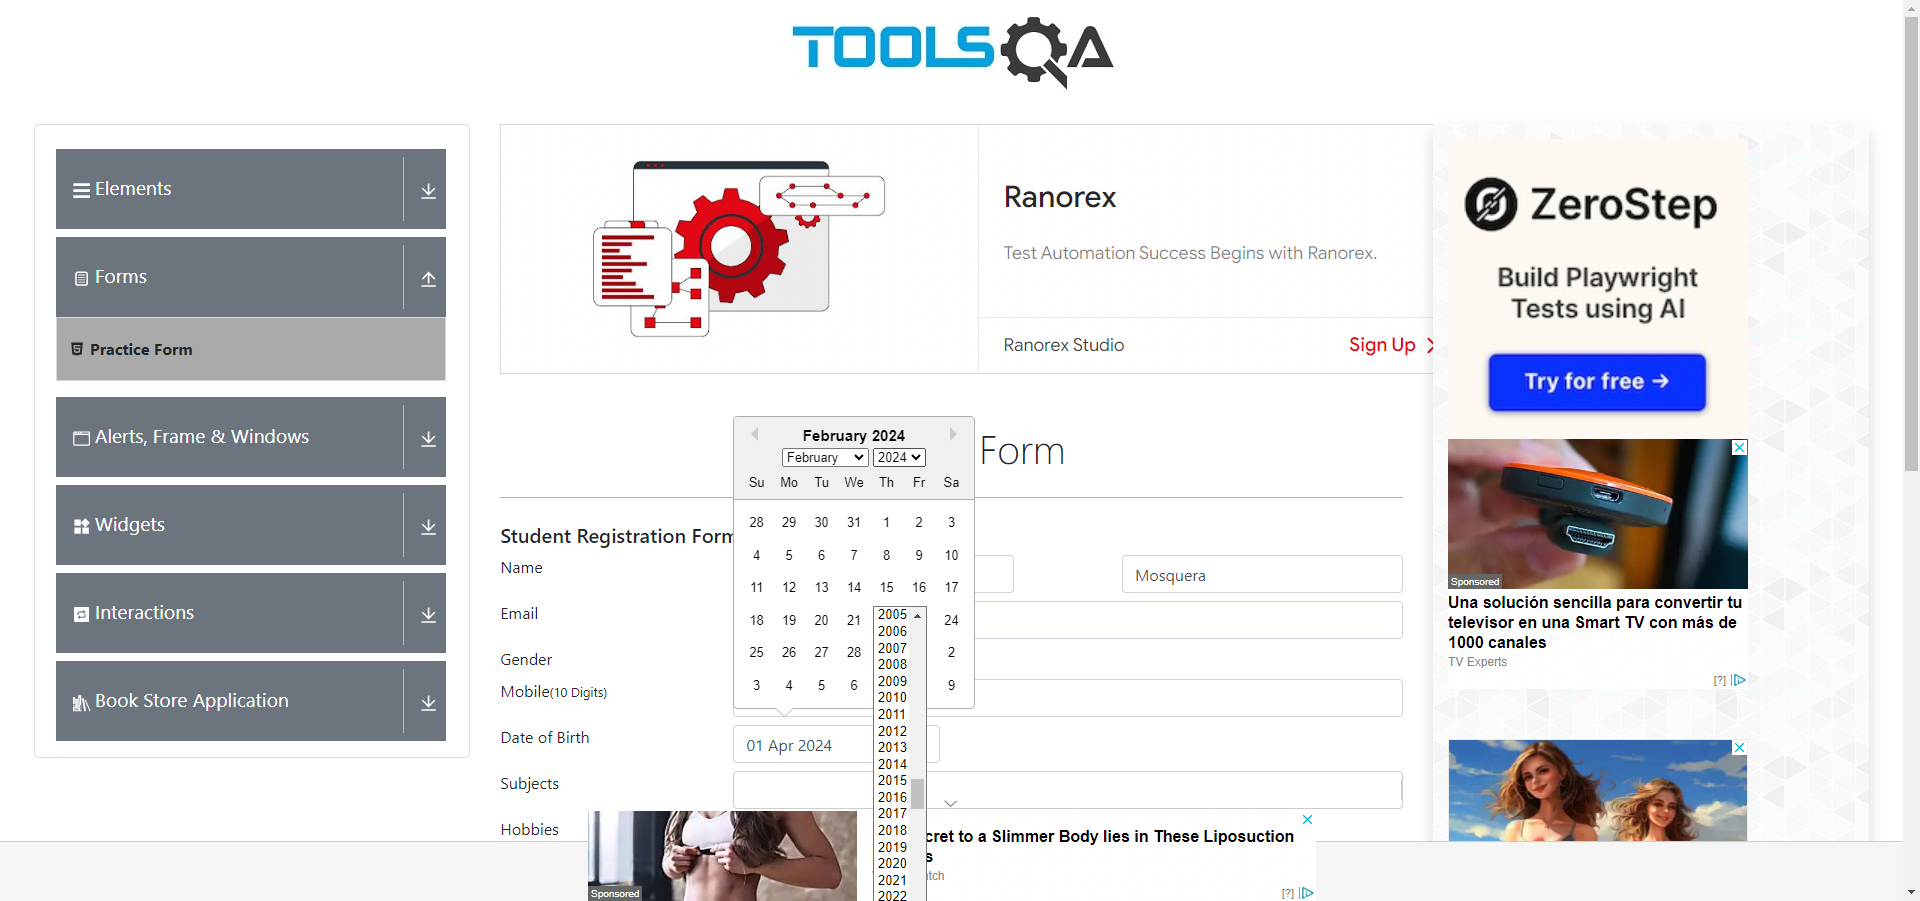 TOOLSQA
Elements
Forms
Practice Form
Alerts, Frame & Windows
Widgets
Interactions
Book Store Application
Ranorex
Test Automation Success Begins with Ranorex.
Ranorex Studio
Sign Up
Form
Student Registration Form
Name
Mosquera
Email
Gender
Mobile(10 Digits)
Date of Birth
01 Apr 2024
Subjects
Hobbies
February 2024
February 2024
Su Mo Tu We Th Fr Sa
28 29 30 31 1 2 3
4 5 6 7 8 9 10
11 12 13 14 15 16 17
18 19 20 21 24
25 26 27 28 2
3 4 5 6 9
2005
2006
2007
2008
2009
2010
2011
2012
2013
2014
2015
2016
2017
2018
2019
2020
2021
2022
Sponsored
cret to a Slimmer Body lies in These Liposuction
s
tch
[?]
ZeroStep
Build Playwright
Tests using AI
Try for free →
Sponsored
Una solución sencilla para convertir tu
televisor en una Smart TV con más de
1000 canales
TV Experts
[?]